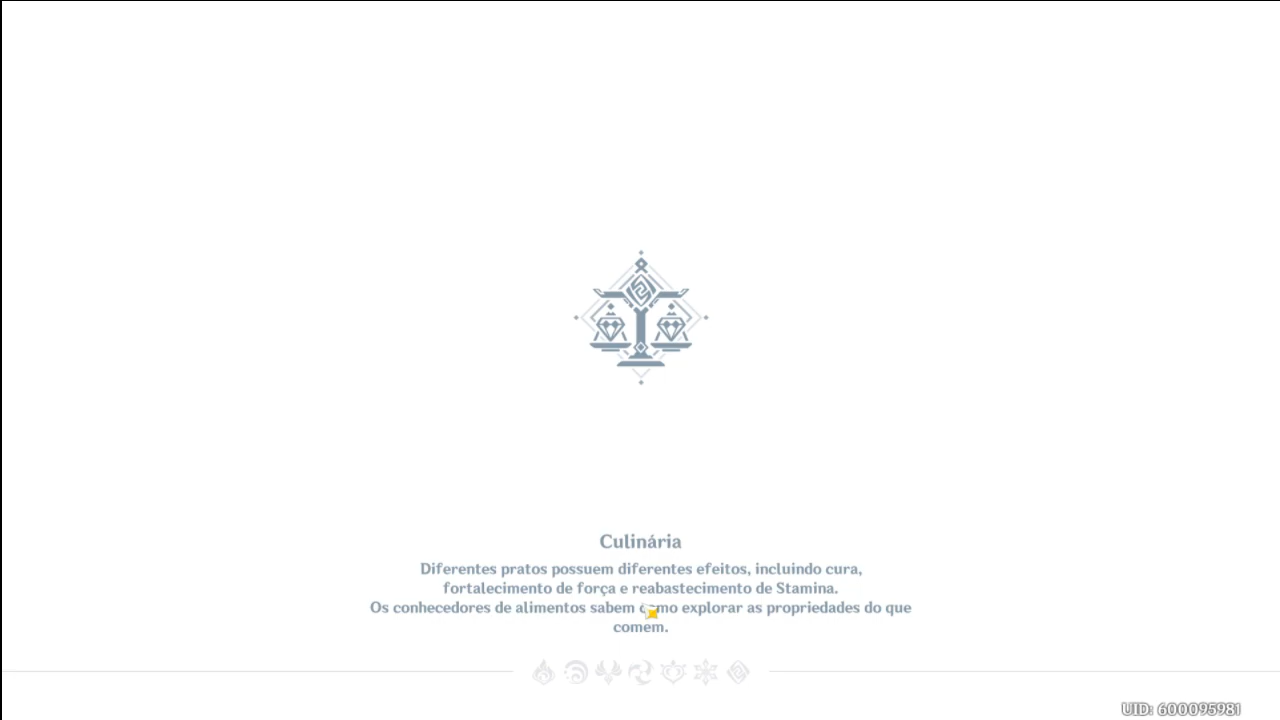 Culinária
Diferentes pratos possuem diferentes efeitos, incluindo cura,
fortalecimento de força e reabastecimento de Stamina.
Os conhecedores de alimentos sabem como explorar as propriedades do que
comem.
UID: 600095981